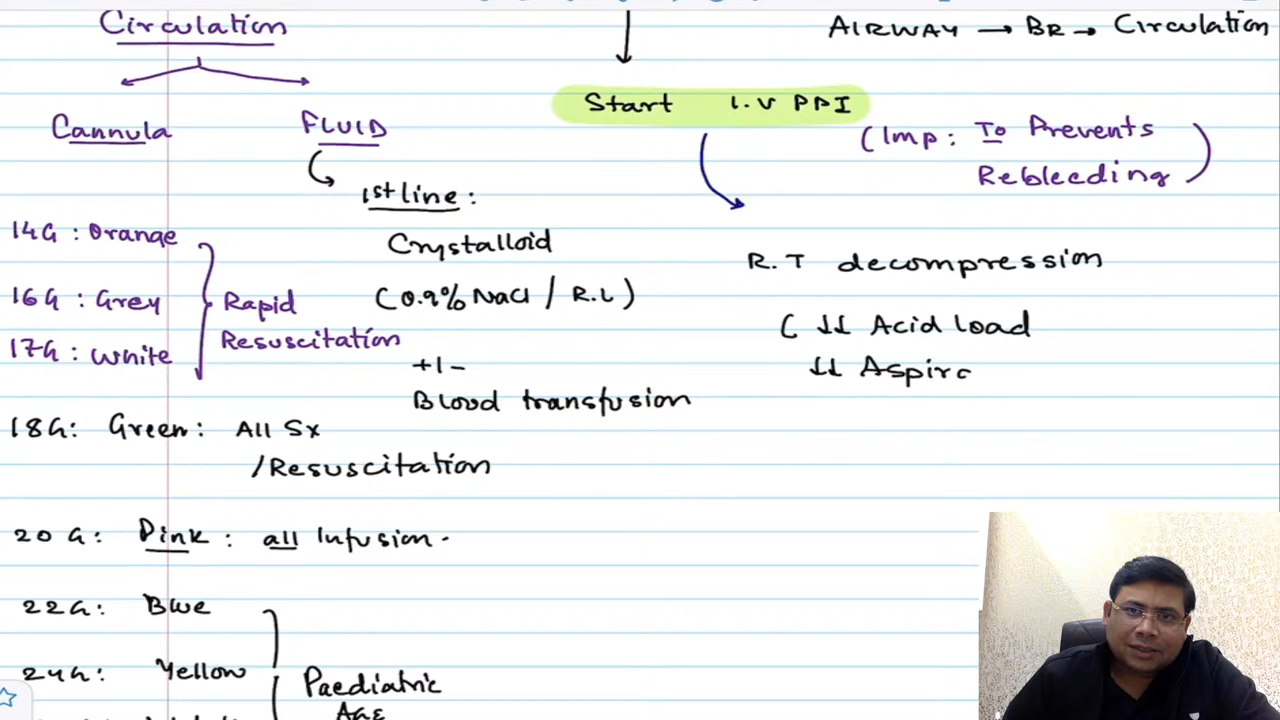 Circulation
Cannula
FLUID
14G : Orange
16G : Grey
17G : White
Rapid
Resuscitation
1st line :
Crystalloid
(0.9% NaCl / R.L)
+/-
Blood transfusion
18G: Green: All Sx
/Resuscitation
20 G: Pink : all Infusion.
22G: Blue
24G: Yellow
Paediatric
Age
AIRWAY → BR → Circulation
Start I.V PPI
(Imp: To Prevents
Rebleeding)
R.T decompression
( ↓↓ Acid load
↓↓ Aspira